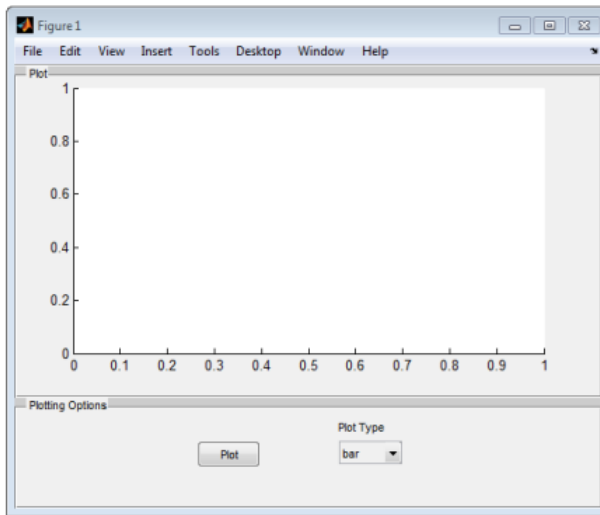 Figure 1
File Edit View Insert Tools Desktop Window Help
Plot
1
0.8
0.6
0.4
0.2
0
0 0.1 0.2 0.3 0.4 0.5 0.6 0.7 0.8 0.9 1
Plotting Options
Plot Type
Plot bar